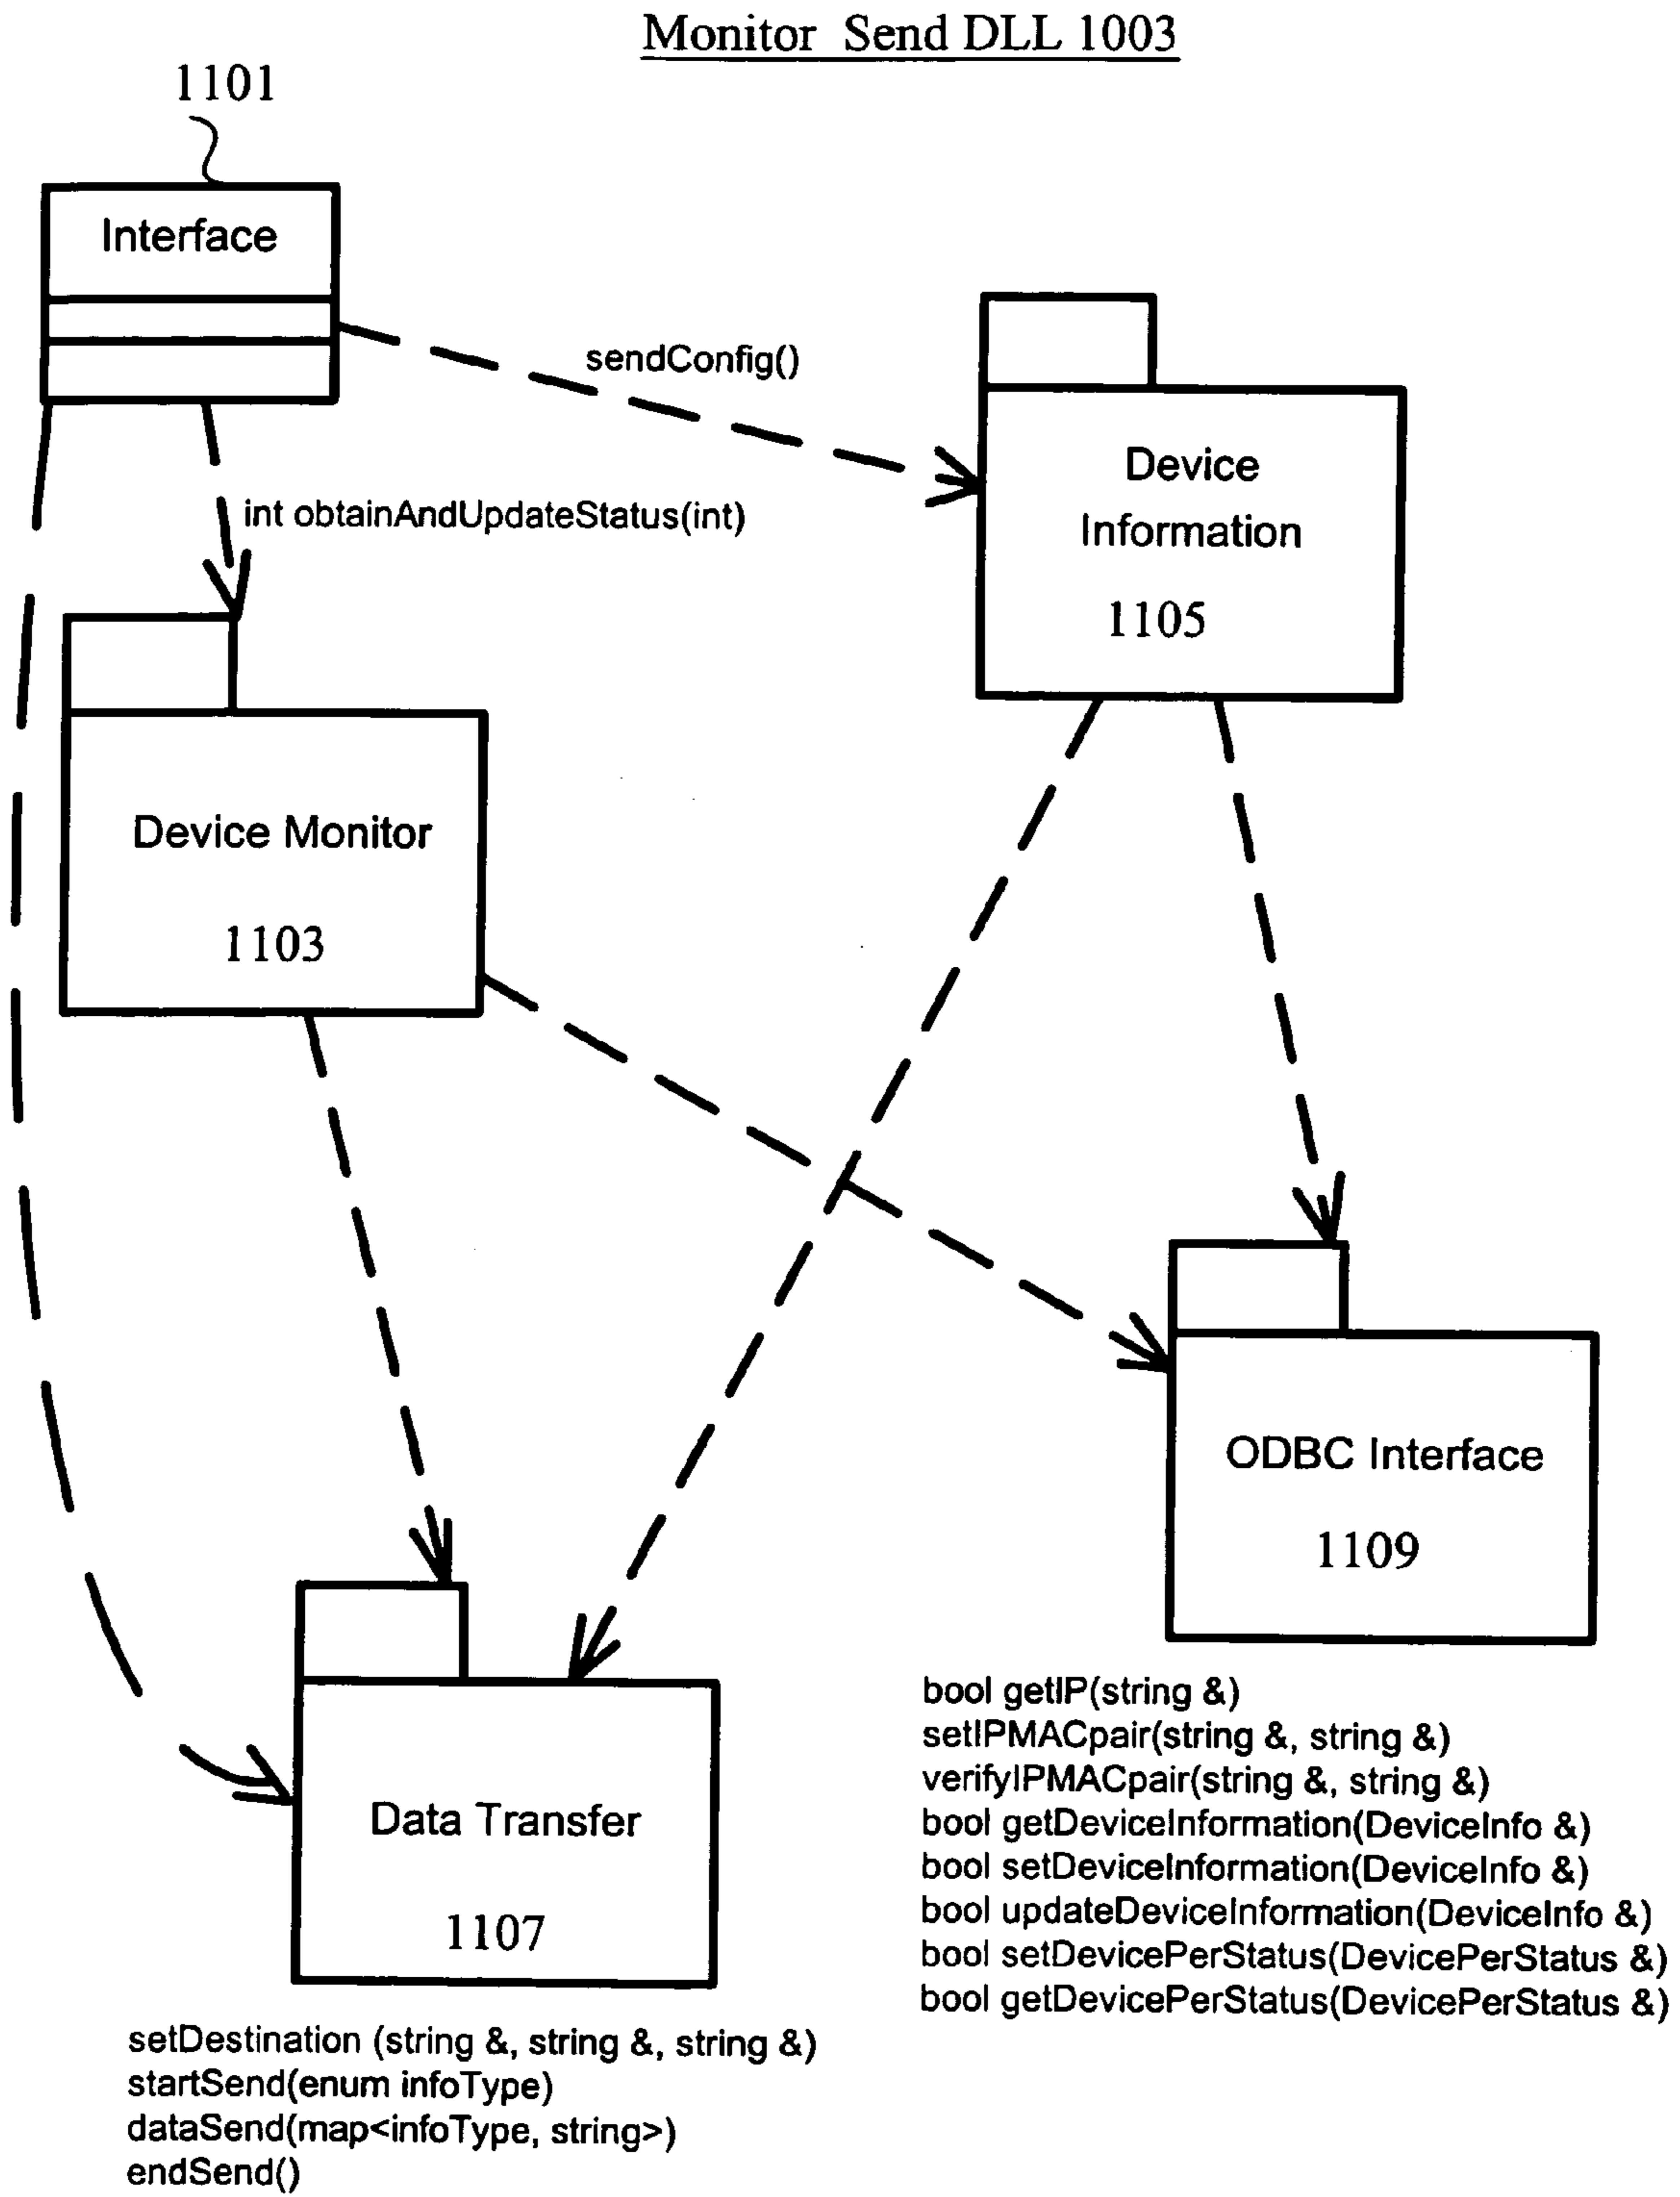 Monitor Send DLL 1003
1101
Interface
sendConfig()
Device
Information
1105
int obtainAndUpdateStatus(int)
Device Monitor
1103
ODBC Interface
1109
bool getIP(string &)
setIPMACpair(string &, string &)
verifyIPMACpair(string &, string &)
bool getDeviceInformation(DeviceInfo &)
bool setDeviceInformation(DeviceInfo &)
bool updateDeviceInformation(DeviceInfo &)
bool setDevicePerStatus(DevicePerStatus &)
bool getDevicePerStatus(DevicePerStatus &)
Data Transfer
1107
setDestination (string &, string &, string &)
startSend(enum infoType)
dataSend(map<infoType, string>)
endSend()